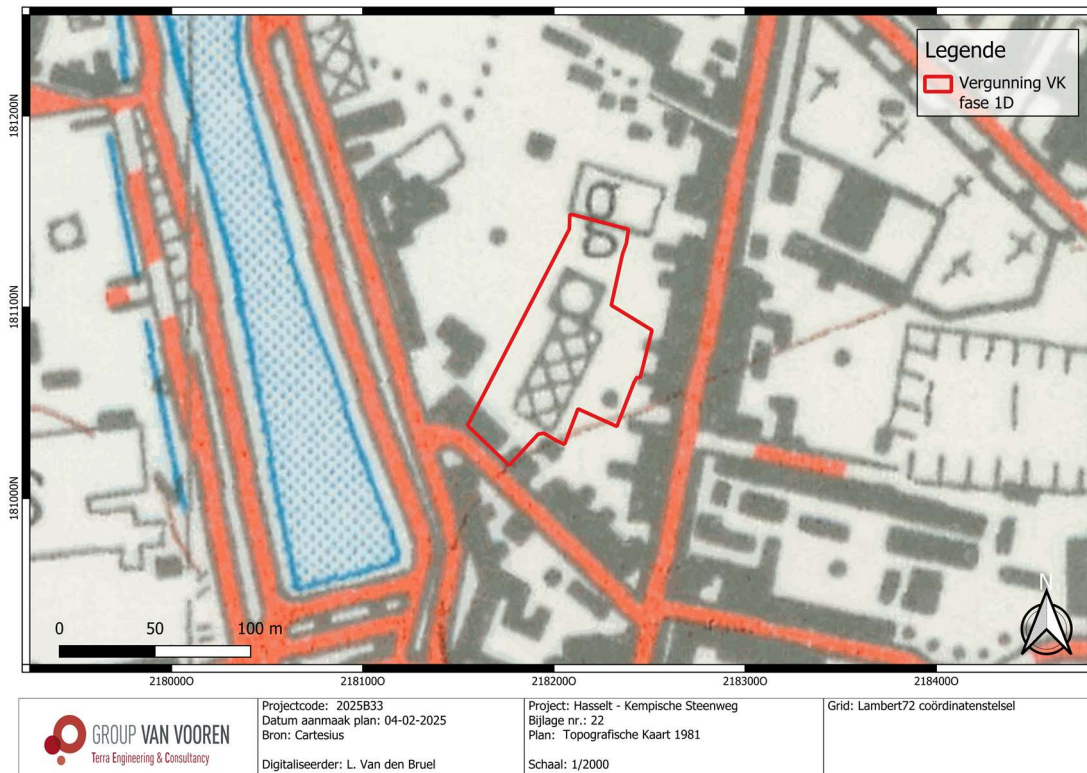 Legende
Vergunning VK
fase 1D
181200N
181100N
181000N
N
0 50 100 m
218000O 218100O 218200O 218300O 218400O
GROUP VAN VOOREN
Terra Engineering & Consultancy
Projectcode: 2025B33
Datum aanmaak plan: 04-02-2025
Bron: Cartesius
Digitaliseerder: L. Van den Bruel
Project: Hasselt - Kempische Steenweg
Bijlage nr.: 22
Plan: Topografische Kaart 1981
Schaal: 1/2000
Grid: Lambert72 coördinatenstelsel